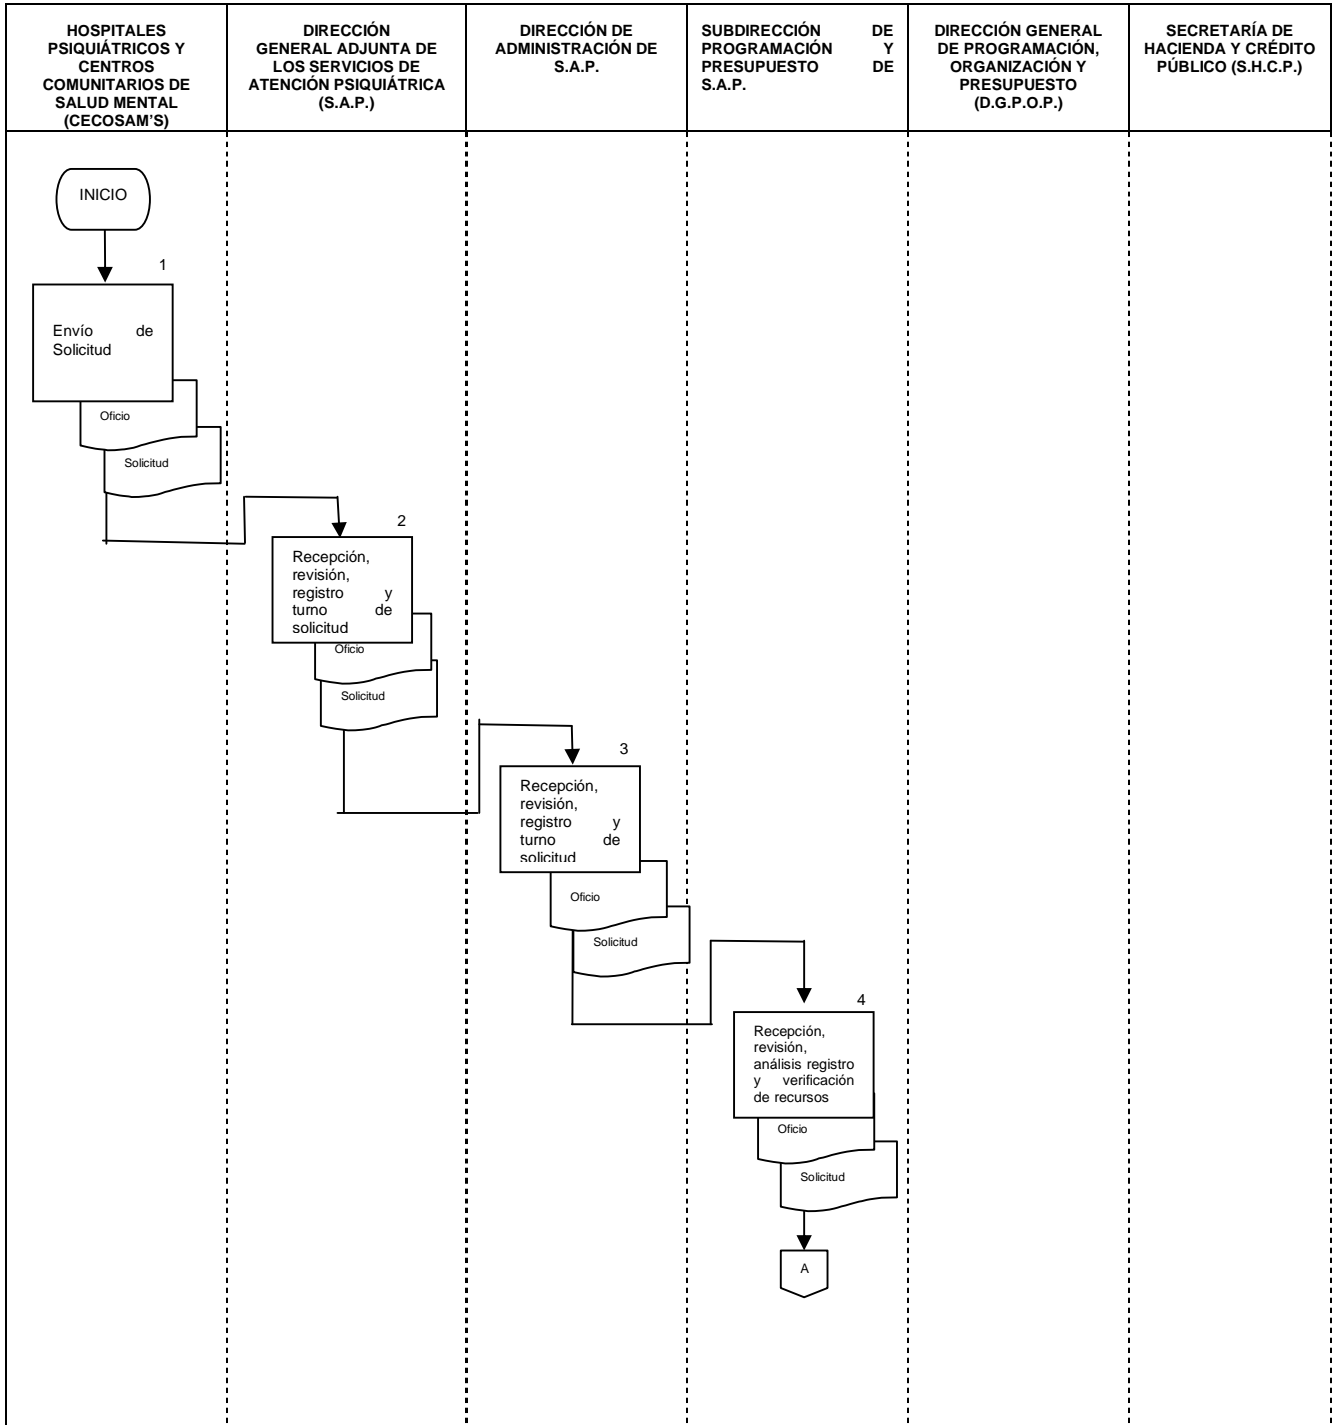 HOSPITALES
PSIQUIÁTRICOS Y
CENTROS
COMUNITARIOS DE
SALUD MENTAL
(CECOSAM'S)
DIRECCIÓN
GENERAL ADJUNTA DE
LOS SERVICIOS DE
ATENCIÓN PSIQUIÁTRICA
(S.A.P.)
DIRECCIÓN DE
ADMINISTRACIÓN DE
S.A.P.
SUBDIRECCIÓN DE
PROGRAMACIÓN Y
PRESUPUESTO DE
S.A.P.
DIRECCIÓN GENERAL
DE PROGRAMACIÓN,
ORGANIZACIÓN Y
PRESUPUESTO
(D.G.P.O.P.)
SECRETARÍA DE
HACIENDA Y CRÉDITO
PÚBLICO (S.H.C.P.)
INICIO
1
Envío de
Solicitud
Oficio
Solicitud
2
Recepción,
revisión,
registro y
turno de
solicitud
Oficio
Solicitud
3
Recepción,
revisión,
registro y
turno de
solicitud
Oficio
Solicitud
4
Recepción,
revisión,
análisis registro
y verificación
de recursos
Oficio
Solicitud
A